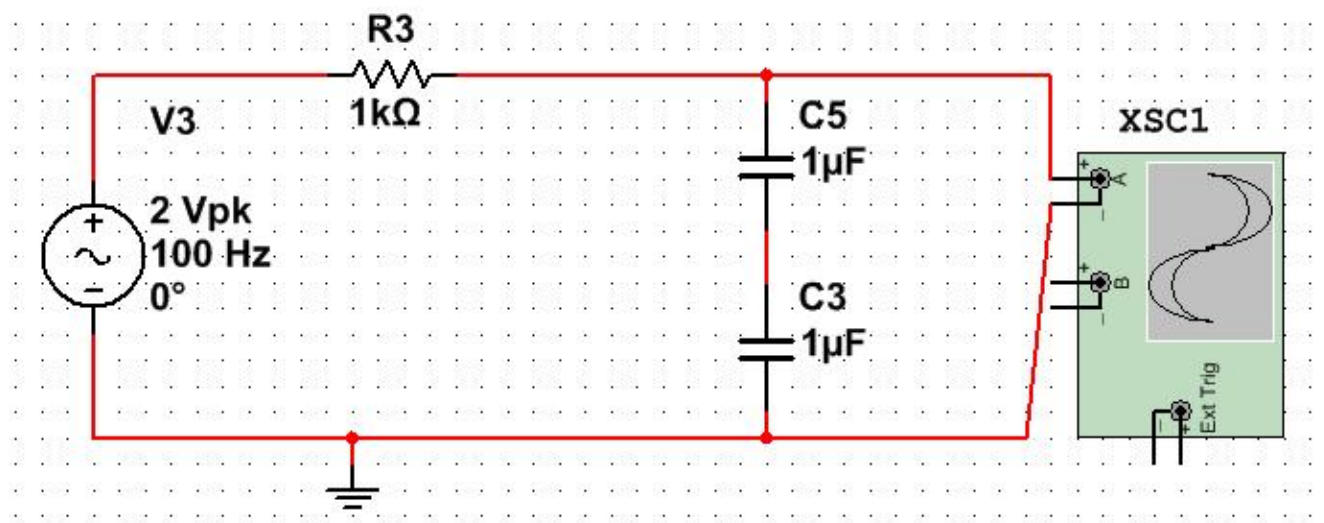 R3
1kΩ
V3
2 Vpk
100 Hz
0°
C5
1µF
C3
1µF
XSC1
A
B
Ext Trig